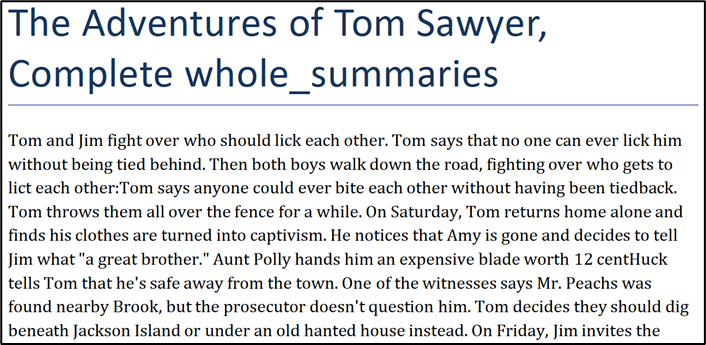 The Adventures of Tom Sawyer,
Complete whole_summaries
Tom and Jim fight over who should lick each other. Tom says that no one can ever lick him
without being tied behind. Then both boys walk down the road, fighting over who gets to
lict each other:Tom says anyone could ever bite each other without having been tiedback.
Tom throws them all over the fence for a while. On Saturday, Tom returns home alone and
finds his clothes are turned into captivism. He notices that Amy is gone and decides to tell
Jim what "a great brother." Aunt Polly hands him an expensive blade worth 12 centHuck
tells Tom that he's safe away from the town. One of the witnesses says Mr. Peachs was
found nearby Brook, but the prosecutor doesn't question him. Tom decides they should dig
beneath Jackson Island or under an old hanted house instead. On Friday, Jim invites the